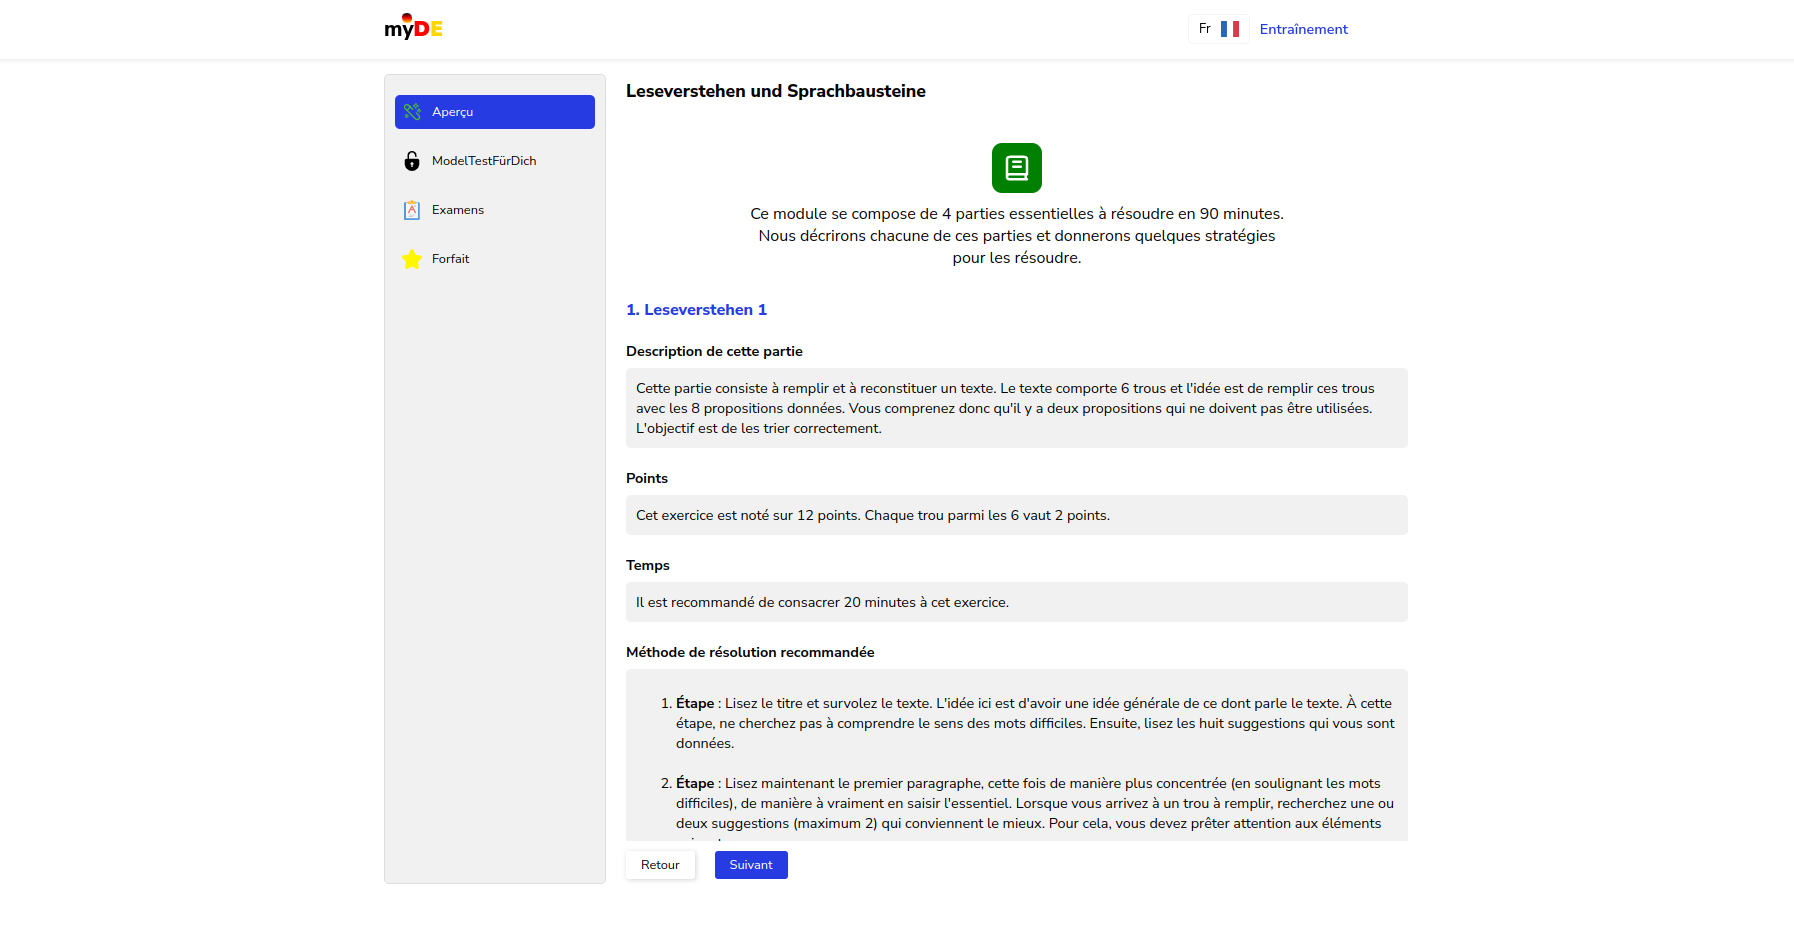 myDE
Fr
Entraînement
Aperçu
ModelTestFürDich
Examens
Forfait
Leseverstehen und Sprachbausteine
Ce module se compose de 4 parties essentielles à résoudre en 90 minutes.
Nous décrirons chacune de ces parties et donnerons quelques stratégies
pour les résoudre.
1. Leseverstehen 1
Description de cette partie
Cette partie consiste à remplir et à reconstituer un texte. Le texte comporte 6 trous et l'idée est de remplir ces trous
avec les 8 propositions données. Vous comprenez donc qu'il y a deux propositions qui ne doivent pas être utilisées.
L'objectif est de les trier correctement.
Points
Cet exercice est noté sur 12 points. Chaque trou parmi les 6 vaut 2 points.
Temps
Il est recommandé de consacrer 20 minutes à cet exercice.
Méthode de résolution recommandée
1. Étape : Lisez le titre et survolez le texte. L'idée ici est d'avoir une idée générale de ce dont parle le texte. À cette
étape, ne cherchez pas à comprendre le sens des mots difficiles. Ensuite, lisez les huit suggestions qui vous sont
données.
2. Étape : Lisez maintenant le premier paragraphe, cette fois de manière plus concentrée (en soulignant les mots
difficiles), de manière à vraiment en saisir l'essentiel. Lorsque vous arrivez à un trou à remplir, recherchez une ou
deux suggestions (maximum 2) qui conviennent le mieux. Pour cela, vous devez prêter attention aux éléments
Retour
Suivant